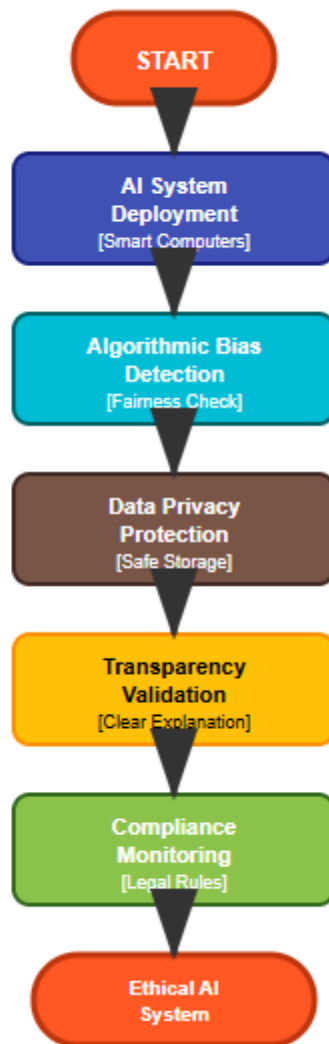 START
AI System
Deployment
[Smart Computers]
Algorithmic Bias
Detection
[Fairness Check]
Data Privacy
Protection
[Safe Storage]
Transparency
Validation
[Clear Explanation]
Compliance
Monitoring
[Legal Rules]
Ethical AI
System